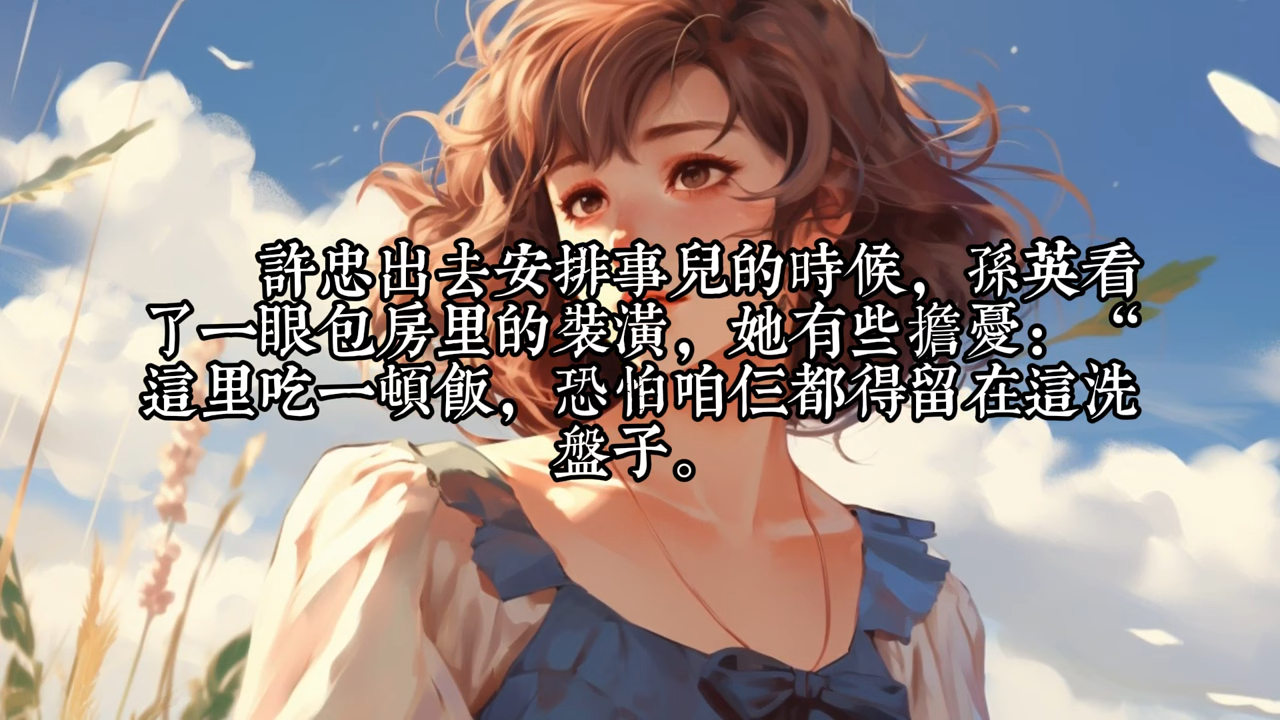 許忠出去安排事兒的時候，孫英看
了一眼包房里的裝潢，她有些擔憂：“
這里吃一頓飯，恐怕咱仨都得留在這洗
盤子。